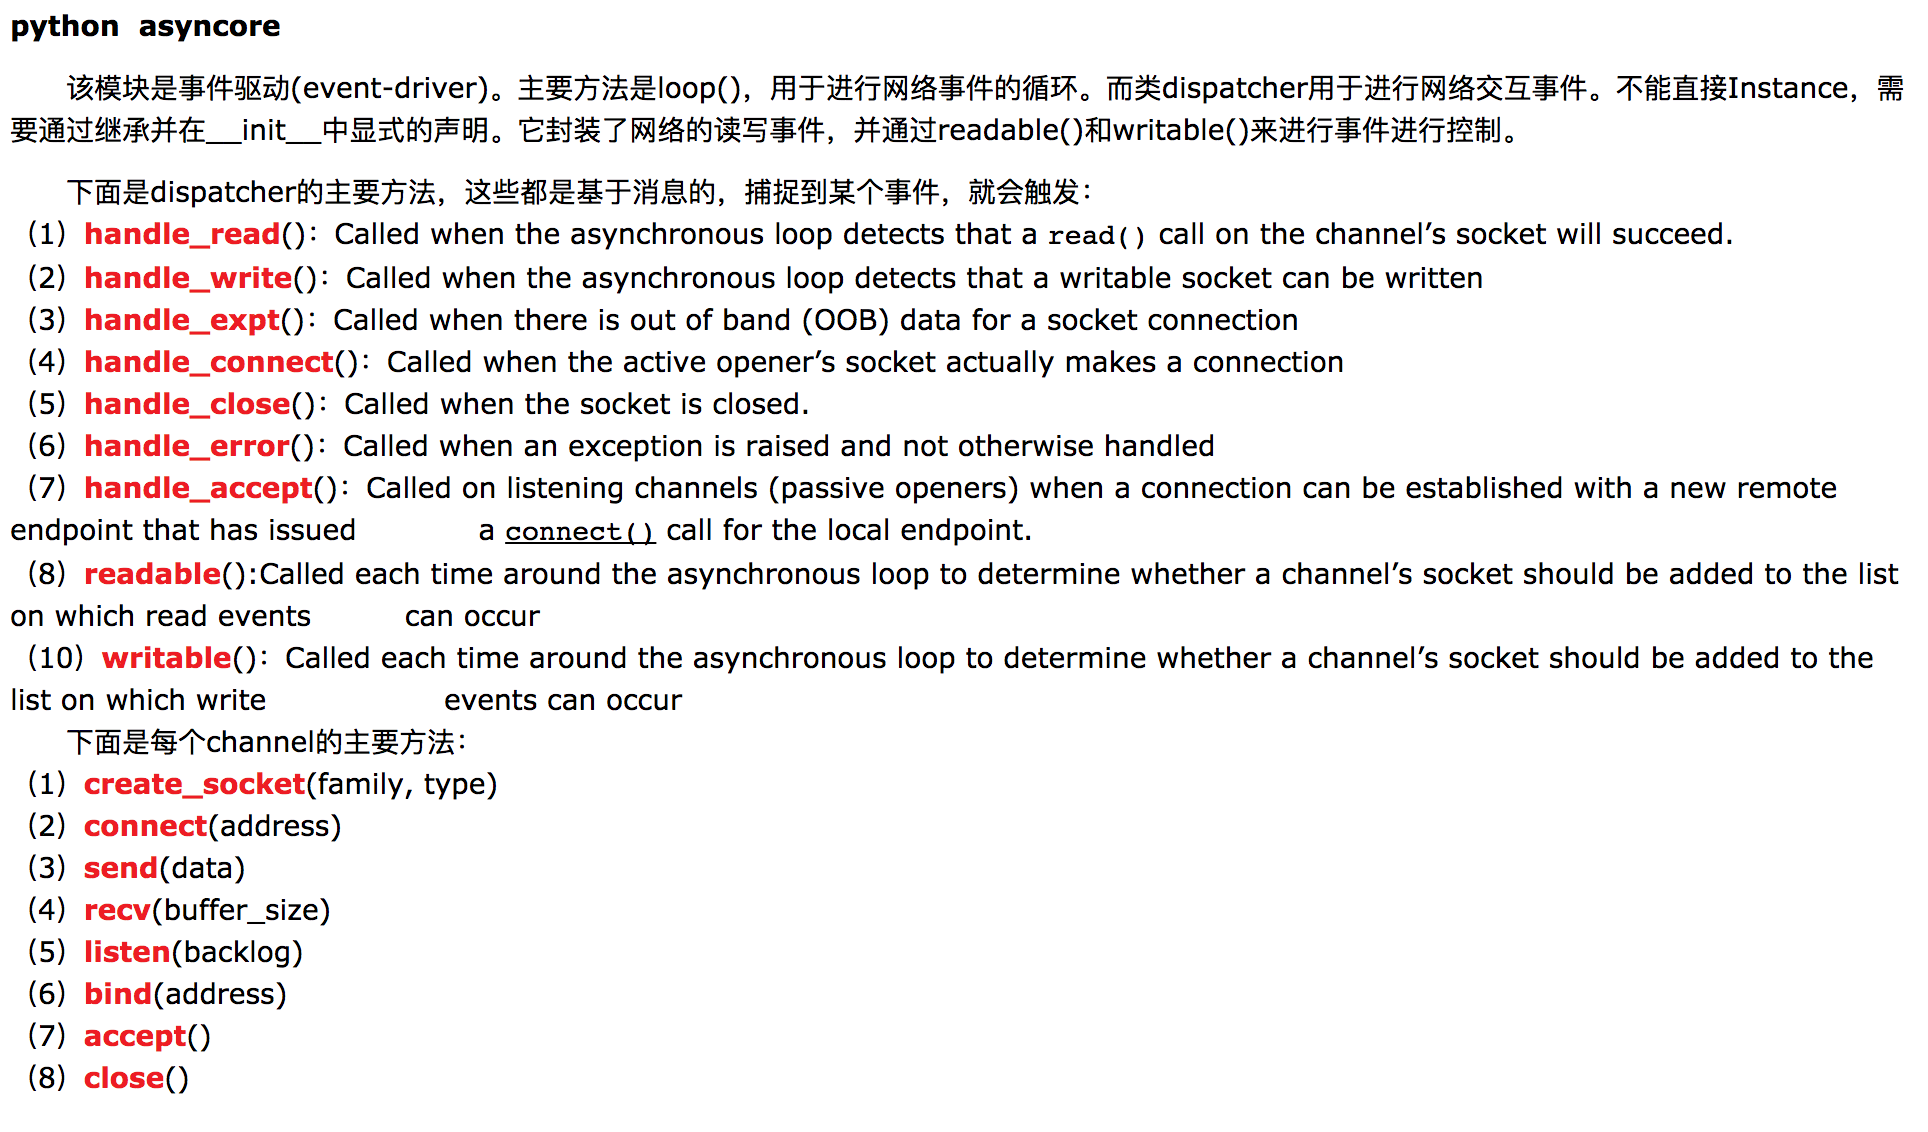 python  asyncore
该模块是事件驱动(event-driver)。主要方法是loop()，用于进行网络事件的循环。而类dispatcher用于进行网络交互事件。不能直接Instance，需
要通过继承并在__init__中显式的声明。它封装了网络的读写事件，并通过readable()和writable()来进行事件进行控制。
下面是dispatcher的主要方法，这些都是基于消息的，捕捉到某个事件，就会触发：
（1）handle_read()：Called when the asynchronous loop detects that a read() call on the channel’s socket will succeed.
（2）handle_write()：Called when the asynchronous loop detects that a writable socket can be written
（3）handle_expt()：Called when there is out of band (OOB) data for a socket connection
（4）handle_connect()：Called when the active opener’s socket actually makes a connection
（5）handle_close()：Called when the socket is closed.
（6）handle_error()：Called when an exception is raised and not otherwise handled
（7）handle_accept()：Called on listening channels (passive openers) when a connection can be established with a new remote
endpoint that has issued a connect() call for the local endpoint.
（8）readable():Called each time around the asynchronous loop to determine whether a channel’s socket should be added to the list
on which read events can occur
（10）writable()：Called each time around the asynchronous loop to determine whether a channel’s socket should be added to the
list on which write events can occur
下面是每个channel的主要方法：
（1）create_socket(family, type)
（2）connect(address)
（3）send(data)
（4）recv(buffer_size)
（5）listen(backlog)
（6）bind(address)
（7）accept()
（8）close()